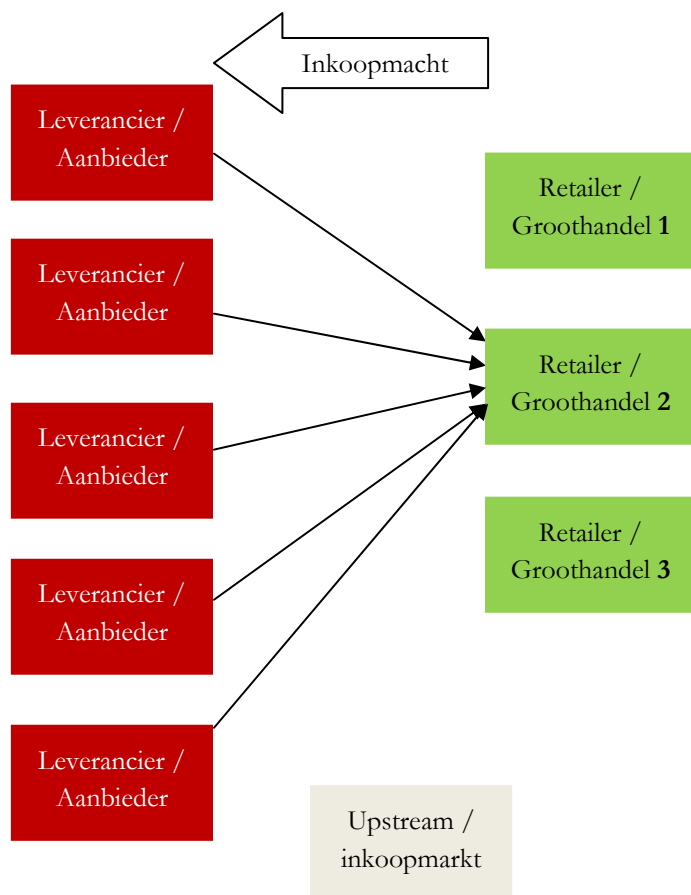 Inkoopmacht
Leverancier /
Aanbieder
Retailer /
Groothandel 1
Leverancier /
Aanbieder
Retailer /
Groothandel 2
Leverancier /
Aanbieder
Retailer /
Groothandel 3
Leverancier /
Aanbieder
Leverancier /
Aanbieder
Upstream /
inkoopmarkt